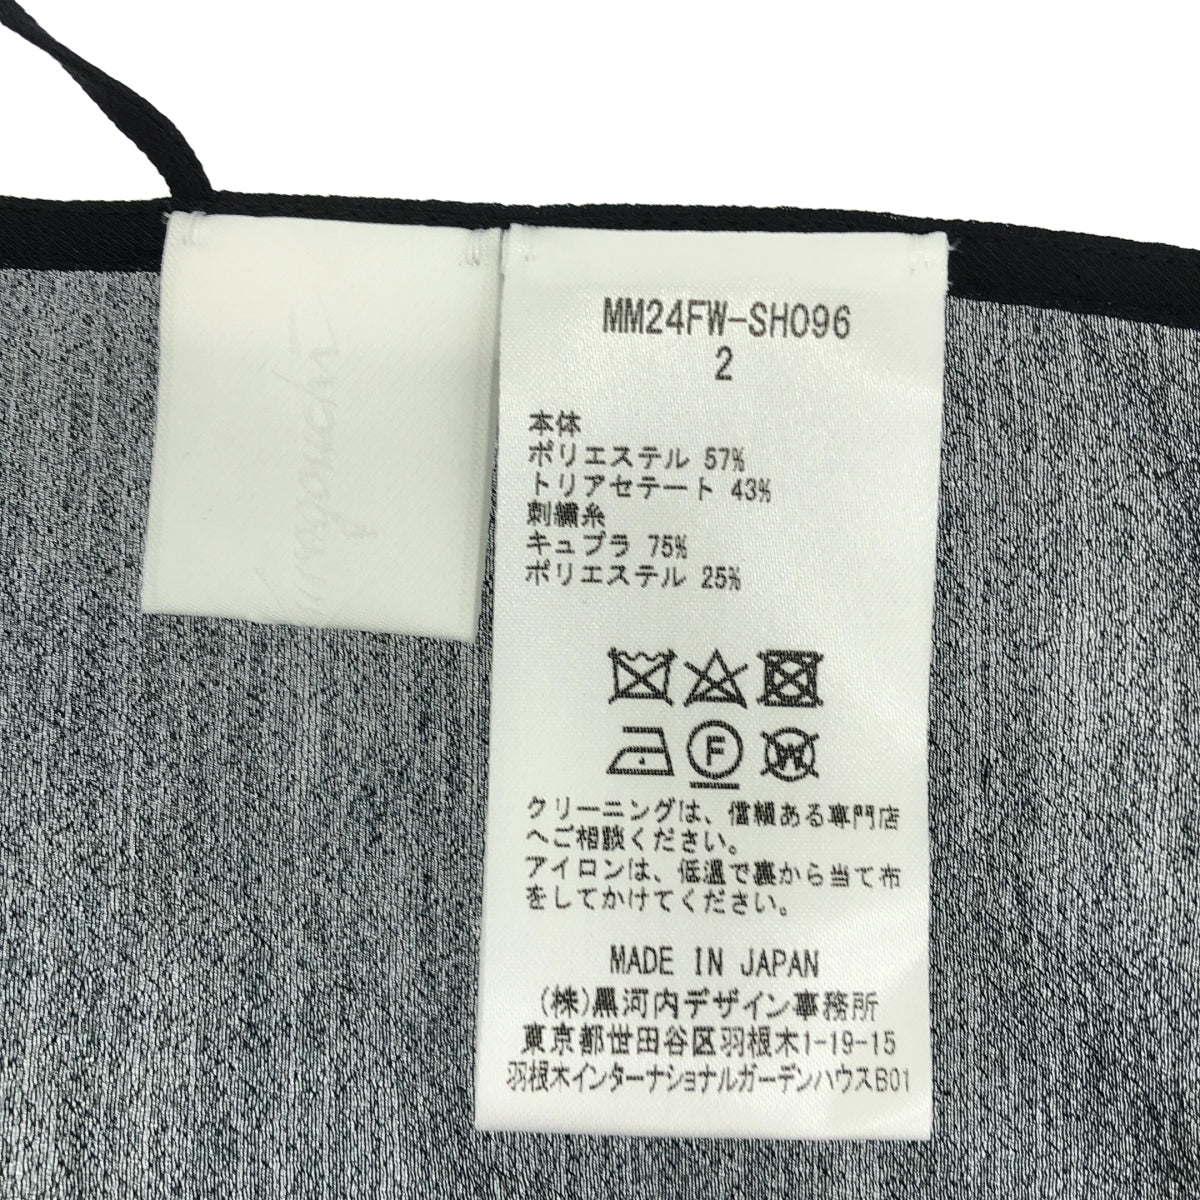 MM24FW-SH096
2
本体
ポリエステル 57%
トリアセテート 43%
刺繍糸
キュプラ 75%
ポリエステル 25%
F
W
クリーニングは、信頼ある専門店
へご相談ください。
アイロンは、低温で裏から当て布
をしてかけてください。
MADE IN JAPAN
(株)黒河内デザイン事務所
東京都世田谷区羽根木1-19-15
羽根木インターナショナルガーデンハウスB01